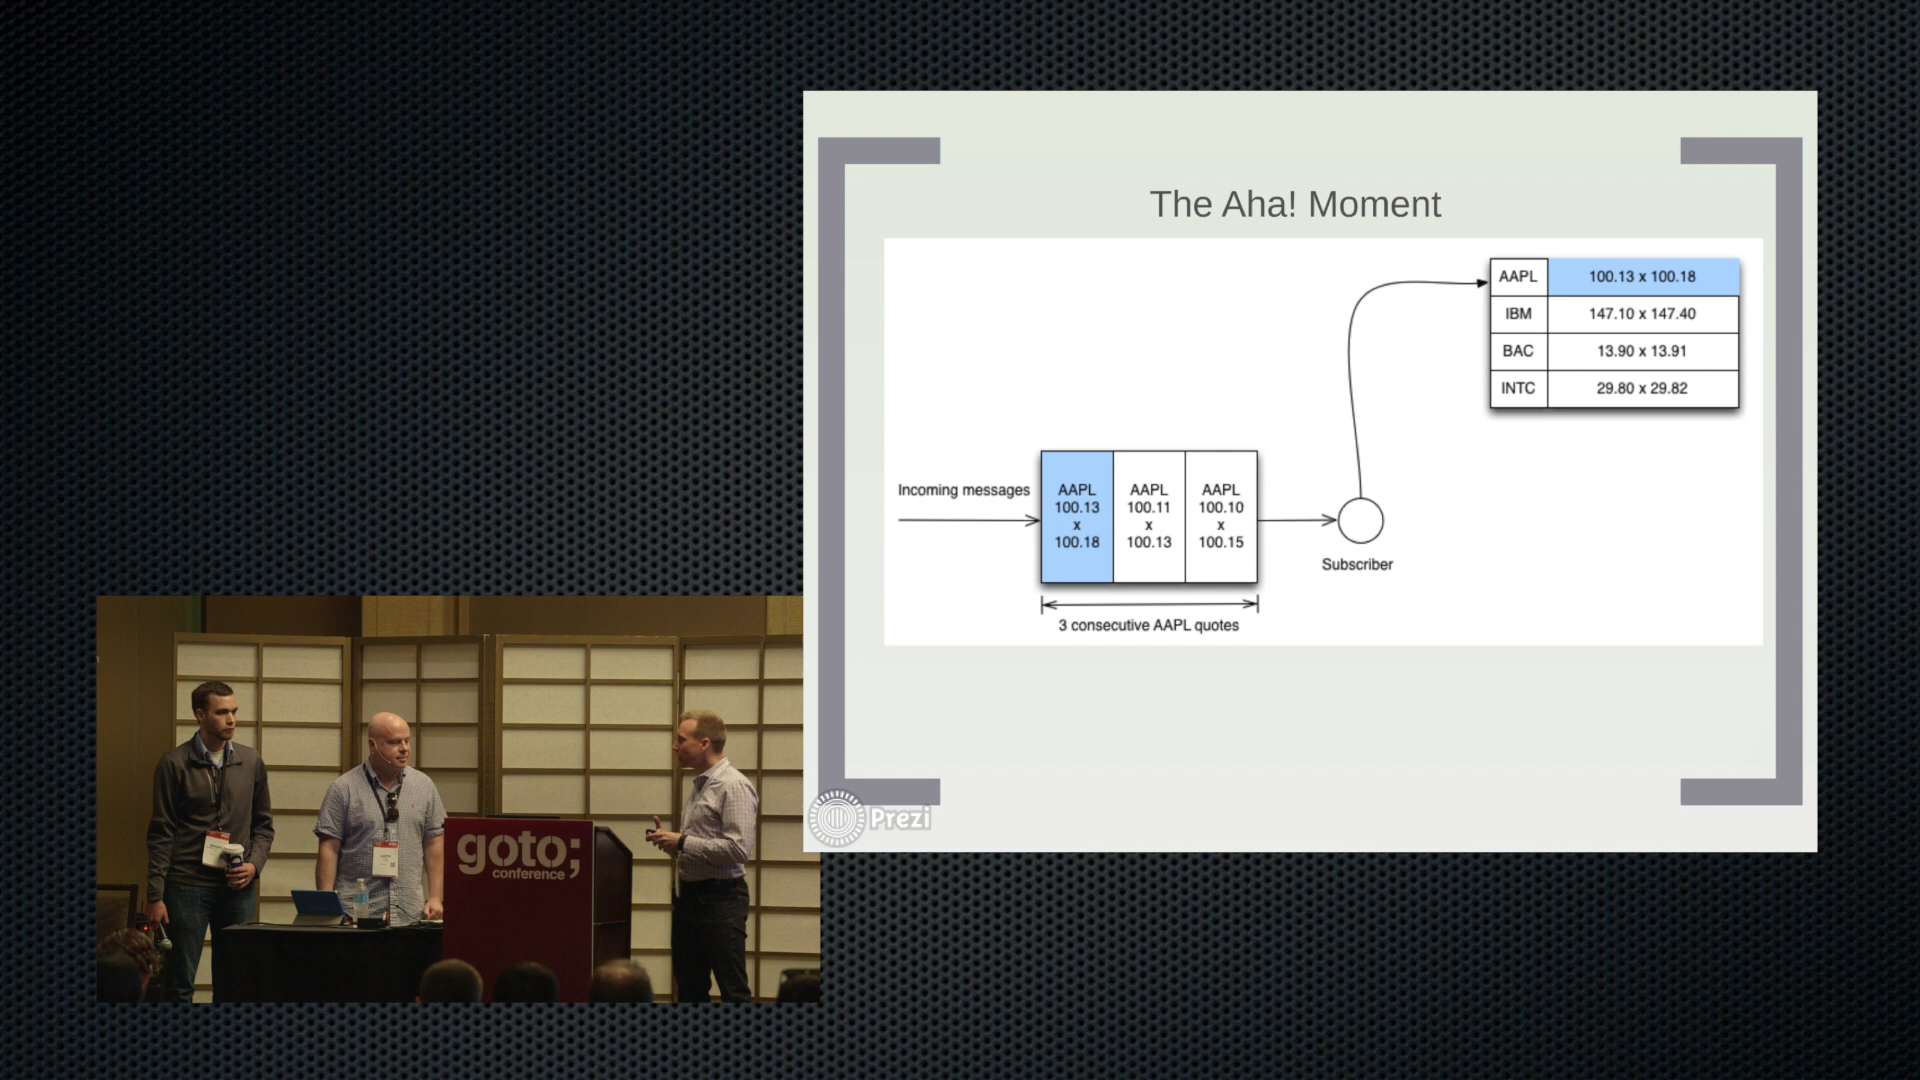 The Aha! Moment
AAPL 100.13 x 100.18
IBM 147.10 x 147.40
BAC 13.90 x 13.91
INTC 29.80 x 29.82
Incoming messages
AAPL
100.13
x
100.18
AAPL
100.11
x
100.13
AAPL
100.10
x
100.15
Subscriber
3 consecutive AAPL quotes
Prezi
goto;
conference